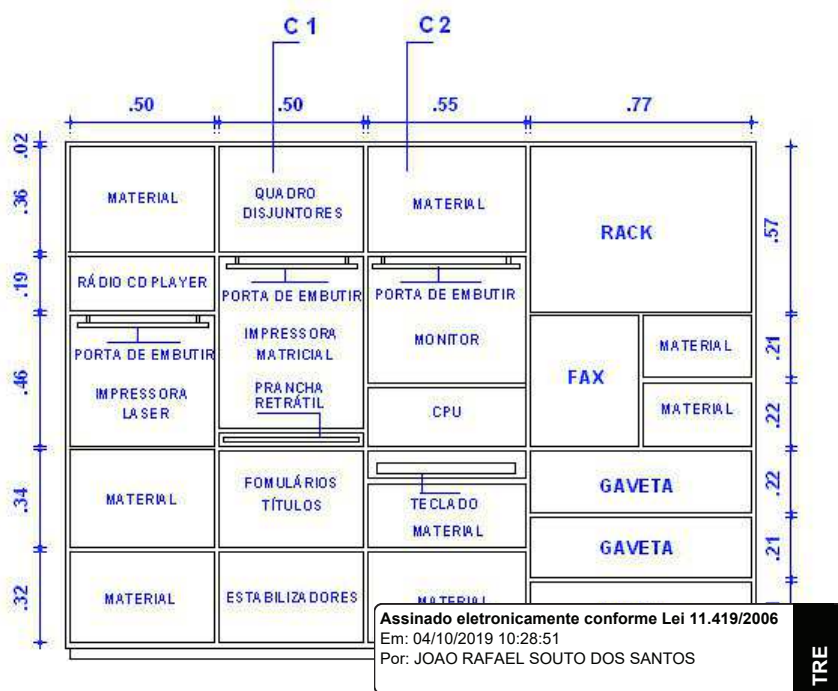 C 1
C 2
.50
.50
.55
.77
.02
.36
.19
.46
.34
.32
MATERIAL
QUADRO
DISJUNTORES
MATERIAL
RACK
.57
RÁDIO CD PLAYER
PORTA DE EMBUTIR
PORTA DE EMBUTIR
PORTA DE EMBUTIR
IMPRESSORA
LASER
IMPRESSORA
MATRICIAL
PRANCHA
RETRÁTIL
MONITOR
CPU
FAX
MATERIAL
MATERIAL
.21
.22
MATERIAL
FOMULÁRIOS
TÍTULOS
TECLADO
MATERIAL
GAVETA
.22
GAVETA
.21
MATERIAL
ESTABILIZADORES
MATERIAL
Assinado eletronicamente conforme Lei 11.419/2006
Em: 04/10/2019 10:28:51
Por: JOAO RAFAEL SOUTO DOS SANTOS
TRE